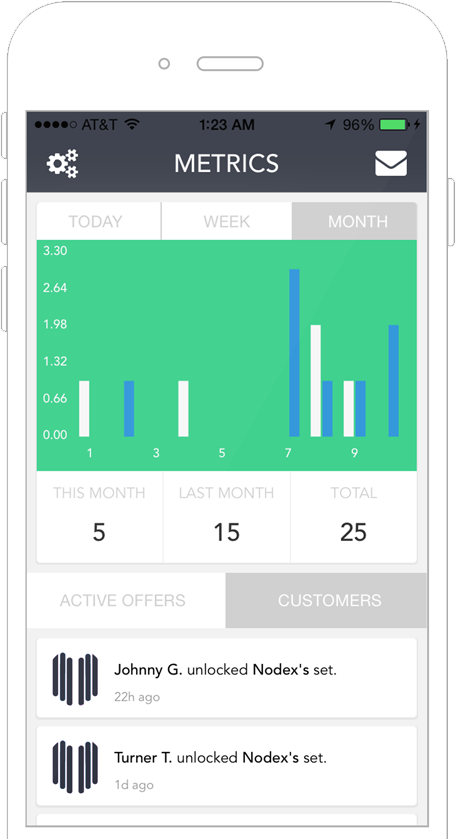 AT&T 1:23 AM 96%
METRICS
TODAY WEEK MONTH
3.30
2.64
1.98
1.32
0.66
0.00
1 3 5 7 9
THIS MONTH LAST MONTH TOTAL
5 15 25
ACTIVE OFFERS CUSTOMERS
Johnny G. unlocked Nodex's set.
22h ago
Turner T. unlocked Nodex's set.
1d ago